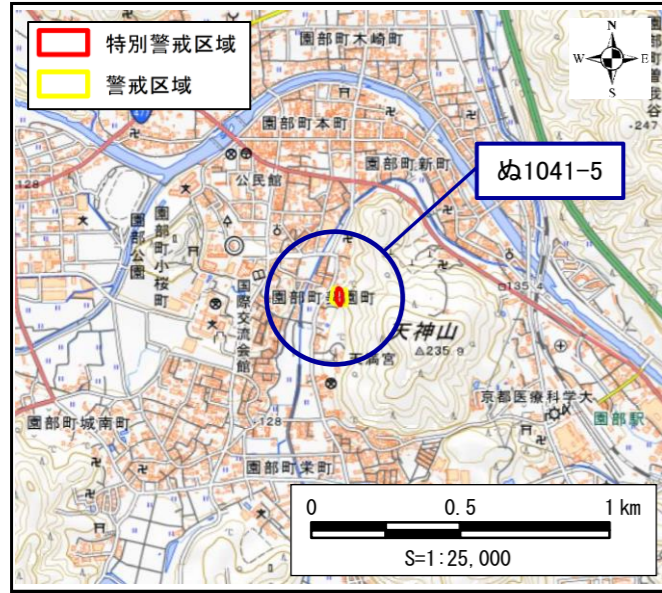 特別警戒区域
警戒区域
園部町木崎町
N
W E
S
園部町曽我谷
-247
園部町本町
128
園部町新町
公民館
ぬ1041-5
園部公園
園部町小桜町
国際交流会館
135.4
天神山
△235.9
天満宮
京都医療科学大
園部駅
園部町城南町
-128
園部町栄町
0 0.5 1 km
S=1:25,000